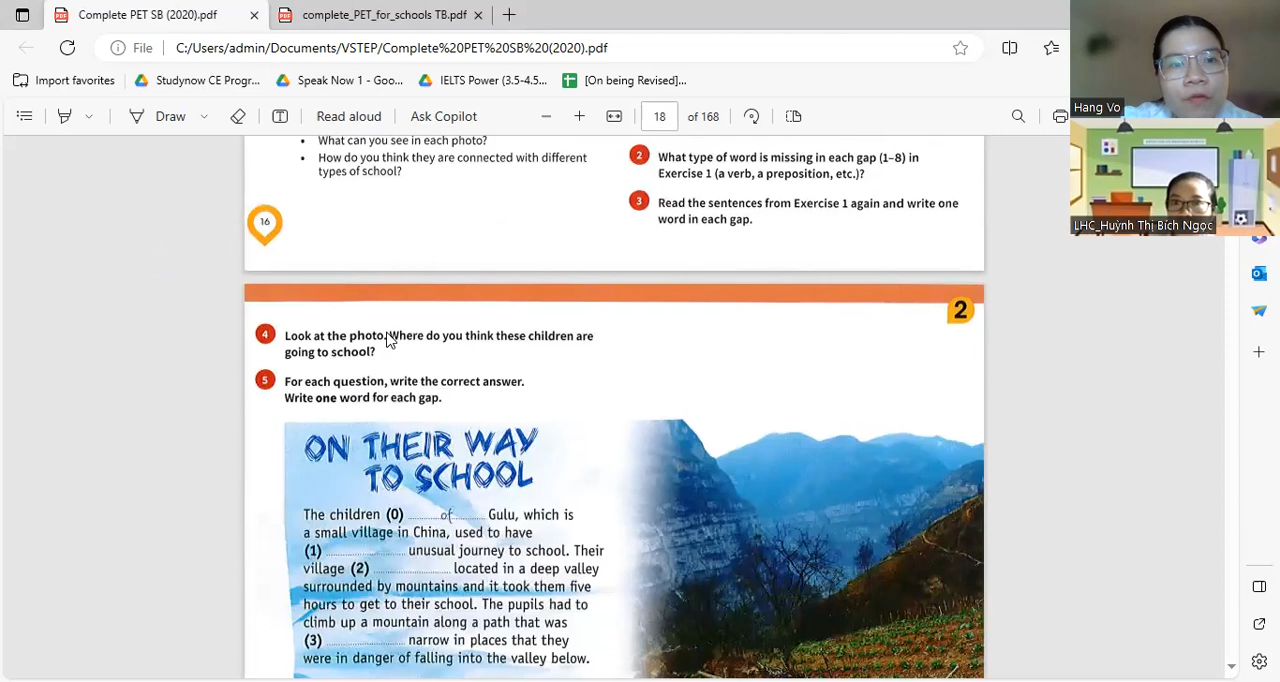 Complete PET SB (2020).pdf
complete_PET_for_schools TB.pdf
File
C:/Users/admin/Documents/VSTEP/Complete%20PET%20SB%20(2020).pdf
Import favorites
Studynow CE Progr...
Speak Now 1 - Goo...
IELTS Power (3.5-4.5...
[On being Revised]...
Draw
Read aloud
Ask Copilot
18
of 168
Hang Vo
LHC_Huỳnh Thị Bích Ngọc
• What can you see in each photo?
• How do you think they are connected with different
types of school?
16
2 What type of word is missing in each gap (1–8) in
Exercise 1 (a verb, a preposition, etc.)?
3 Read the sentences from Exercise 1 again and write one
word in each gap.
2
4 Look at the photo. Where do you think these children are
going to school?
5 For each question, write the correct answer.
Write one word for each gap.
ON THEIR WAY
TO SCHOOL
The children (0) ........ of ........ Gulu, which is
a small village in China, used to have
(1) .................... unusual journey to school. Their
village (2) .................... located in a deep valley
surrounded by mountains and it took them five
hours to get to their school. The pupils had to
climb up a mountain along a path that was
(3) .................... narrow in places that they
were in danger of falling into the valley below.